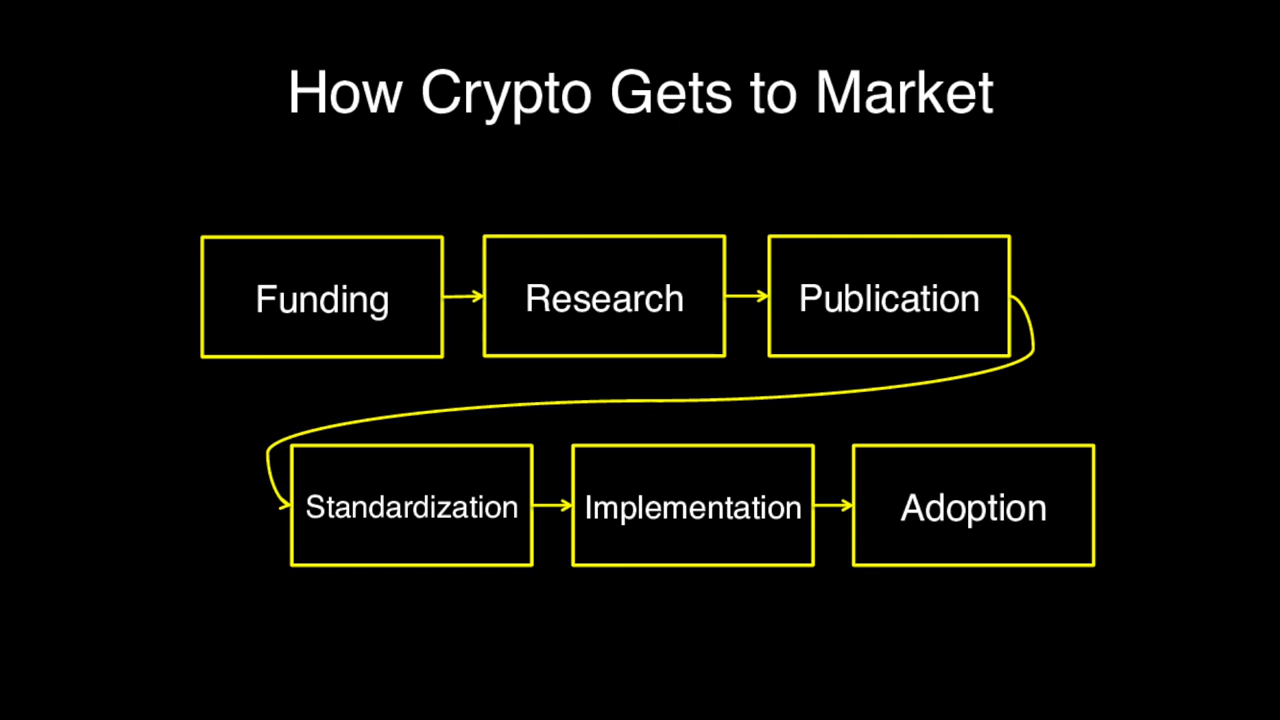 How Crypto Gets to Market
Funding
Research
Publication
Standardization
Implementation
Adoption